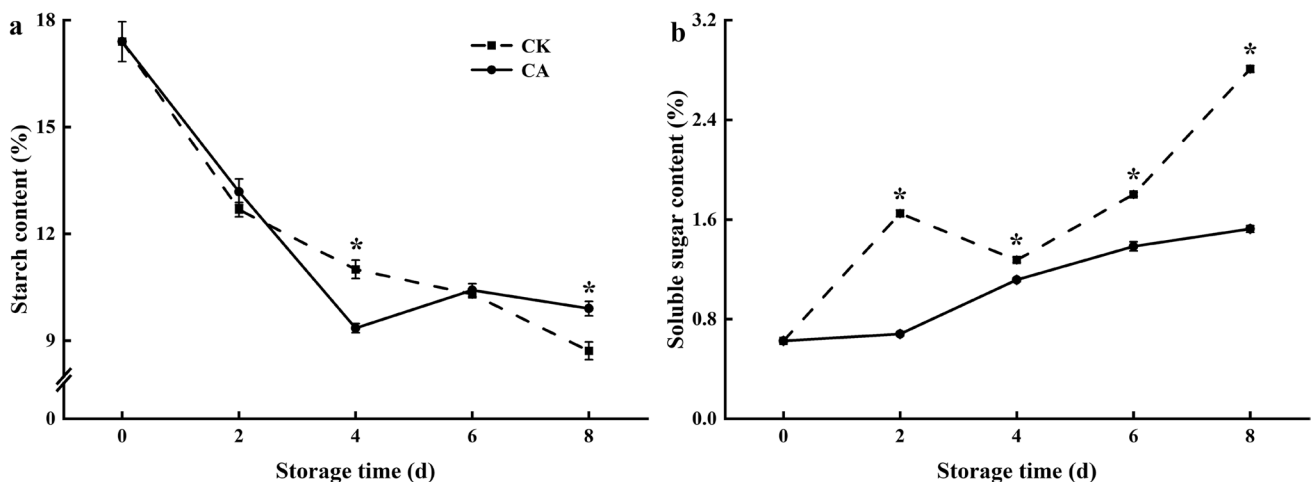 a
18
15
12
9
0
Starch content (%)
CK
CA
*
*
0 2 4 6 8
Storage time (d)
b
3.2
2.4
1.6
0.8
0.0
Soluble sugar content (%)
*
*
*
*
0 2 4 6 8
Storage time (d)